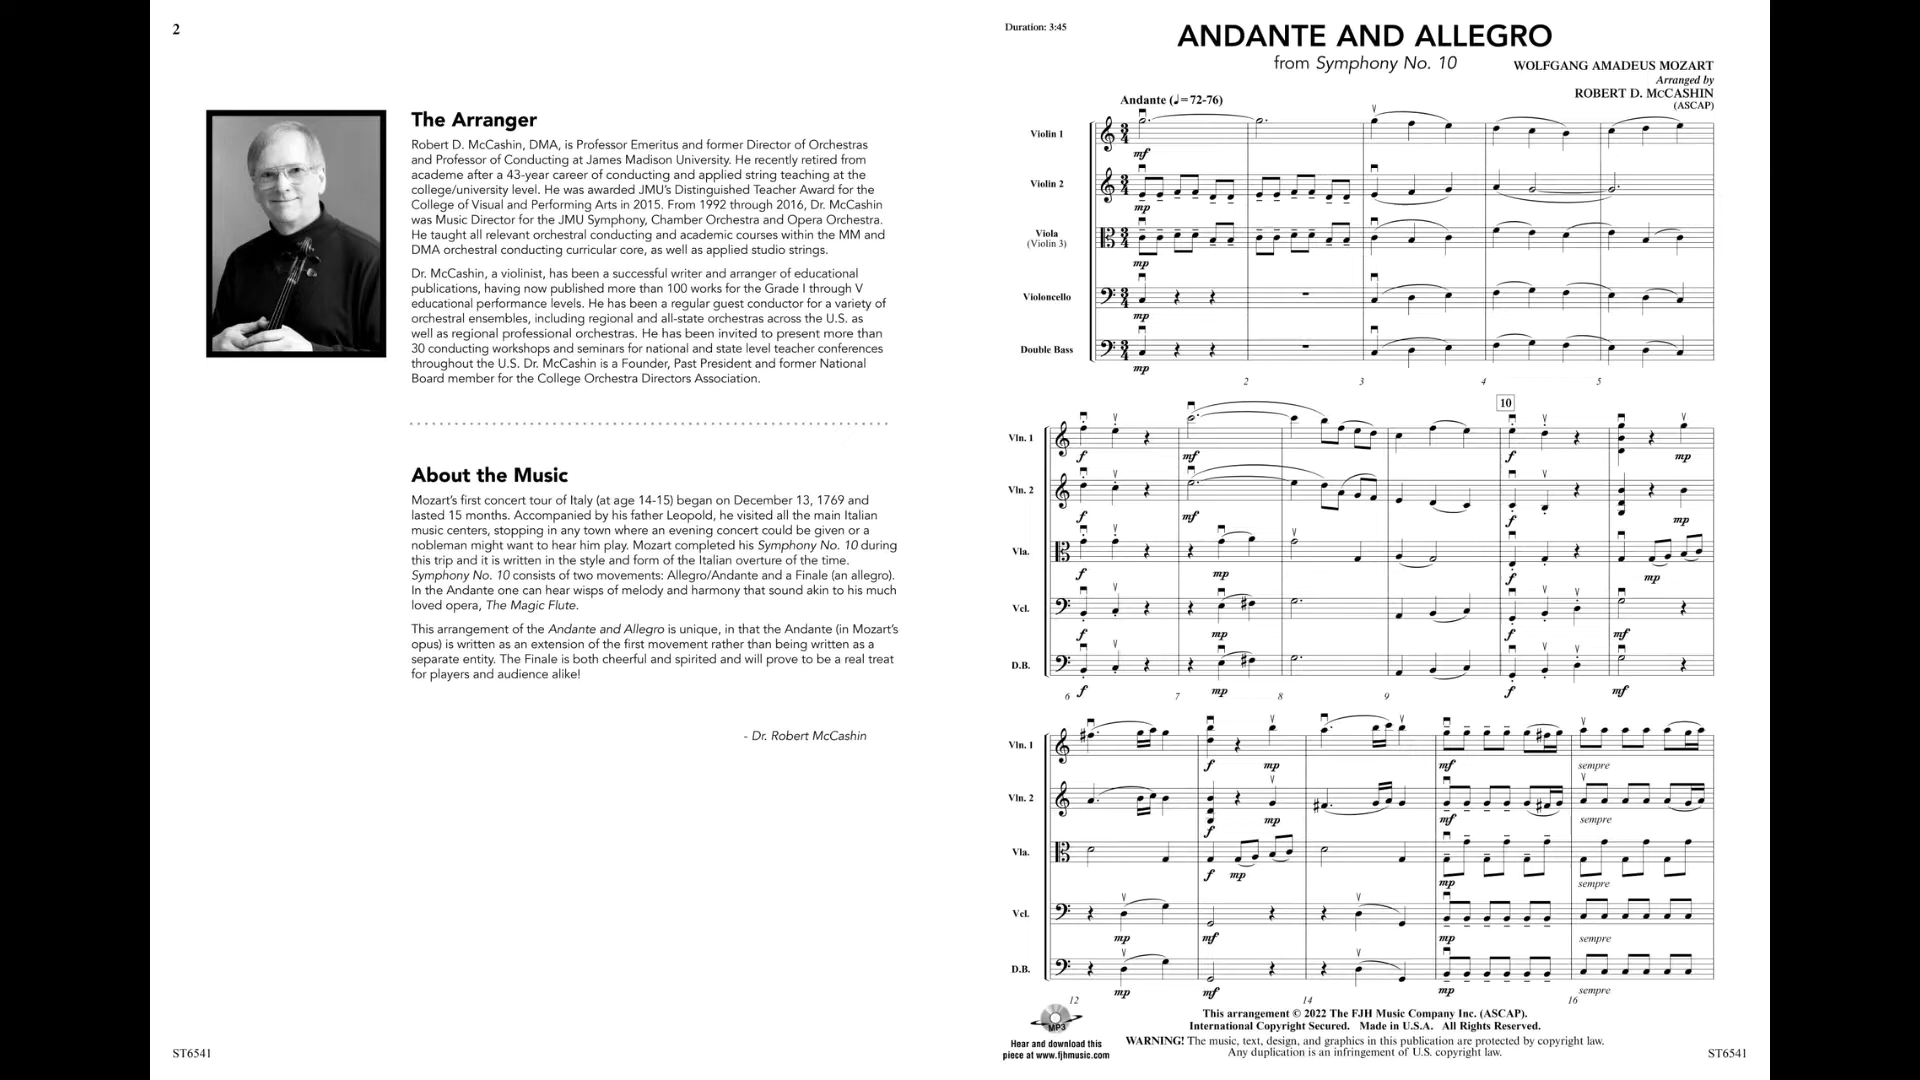 2
The Arranger
Robert D. McCashin, DMA, is Professor Emeritus and former Director of Orchestras
and Professor of Conducting at James Madison University. He recently retired from
academe after a 43-year career of conducting and applied string teaching at the
college/university level. He was awarded JMU's Distinguished Teacher Award for the
College of Visual and Performing Arts in 2015. From 1992 through 2016, Dr. McCashin
was Music Director for the JMU Symphony, Chamber Orchestra and Opera Orchestra.
He taught all relevant orchestral conducting and academic courses within the MM and
DMA orchestral conducting curricular core, as well as applied studio strings.
Dr. McCashin, a violinist, has been a successful writer and arranger of educational
publications, having now published more than 100 works for the Grade I through V
educational performance levels. He has been a regular guest conductor for a variety of
orchestral ensembles, including regional and all-state orchestras across the U.S. as
well as regional professional orchestras. He has been invited to present more than
30 conducting workshops and seminars for national and state level teacher conferences
throughout the U.S. Dr. McCashin is a Founder, Past President and former National
Board member for the College Orchestra Directors Association.
About the Music
Mozart's first concert tour of Italy (at age 14-15) began on December 13, 1769 and
lasted 15 months. Accompanied by his father Leopold, he visited all the main Italian
music centers, stopping in any town where an evening concert could be given or a
nobleman might want to hear him play. Mozart completed his Symphony No. 10 during
this trip and it is written in the style and form of the Italian overture of the time.
Symphony No. 10 consists of two movements: Allegro/Andante and a Finale (an allegro).
In the Andante one can hear wisps of melody and harmony that sound akin to his much
loved opera, The Magic Flute.
This arrangement of the Andante and Allegro is unique, in that the Andante (in Mozart's
opus) is written as an extension of the first movement rather than being written as a
separate entity. The Finale is both cheerful and spirited and will prove to be a real treat
for players and audience alike!
- Dr. Robert McCashin
ST6541
Duration: 3:45
ANDANTE AND ALLEGRO
from Symphony No. 10
WOLFGANG AMADEUS MOZART
Arranged by
ROBERT D. McCASHIN
(ASCAP)
Andante (♩=72-76)
Violin 1
mf
Violin 2
mp
Viola
(Violin 3)
mp
Violoncello
mp
Double Bass
mp
2 3 4 5
10
Vln. 1
f mf f mp
Vln. 2
f mf f mp
Vla.
f mp f mp
Vcl.
f mp f mf
D.B.
f mp f mf
6 7 8 9
Vln. 1
f mp mf sempre
Vln. 2
f mp mf sempre
Vla.
f mp mp sempre
Vcl.
mp mf mp sempre
D.B.
mp mf mp sempre
12 14 16
MP3
Hear and download this
piece at www.fjhmusic.com
This arrangement © 2022 The FJH Music Company Inc. (ASCAP).
International Copyright Secured. Made in U.S.A. All Rights Reserved.
WARNING! The music, text, design, and graphics in this publication are protected by copyright law.
Any duplication is an infringement of U.S. copyright law.
ST6541